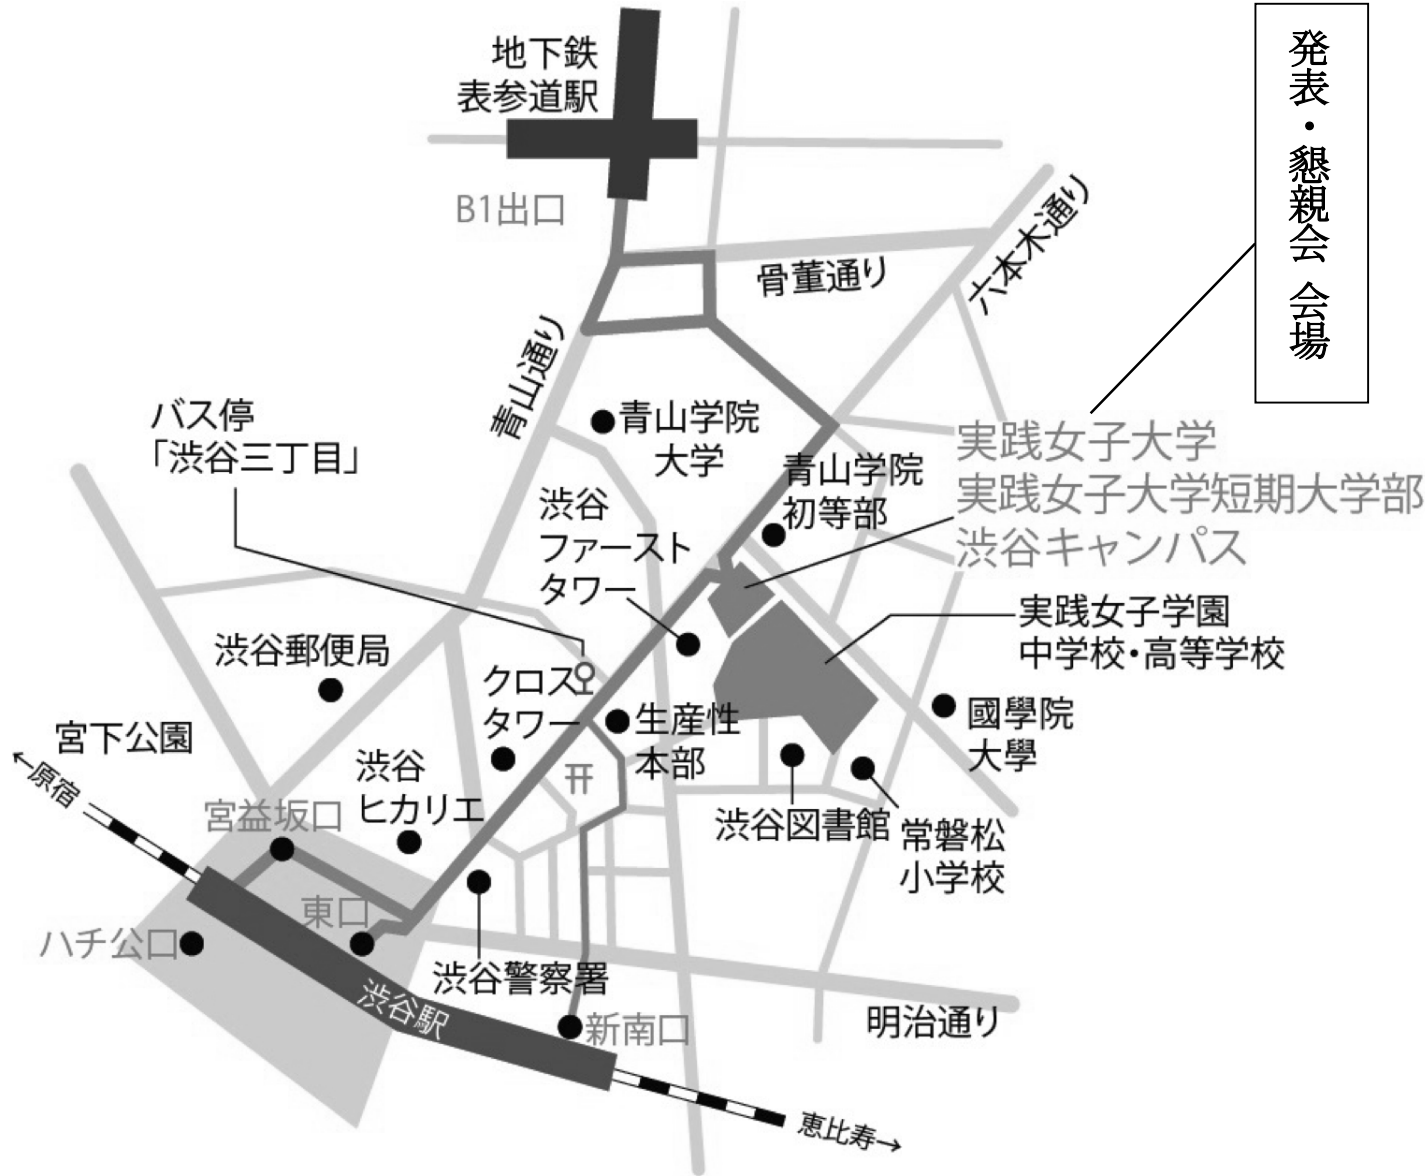 地下鉄
表参道駅
B1出口
発表・懇親会 会場
骨董通り
六本木通り
青山通り
バス停
「渋谷三丁目」
青山学院
大学
青山学院
初等部
実践女子大学
実践女子大学短期大学部
渋谷キャンパス
渋谷
ファースト
タワー
実践女子学園
中学校・高等学校
渋谷郵便局
クロス
タワー
生産性
本部
國學院
大學
宮下公園
←原宿
渋谷
ヒカリエ
宮益坂口
渋谷図書館
常磐松
小学校
東口
ハチ公口
渋谷警察署
渋谷駅
新南口
明治通り
恵比寿→